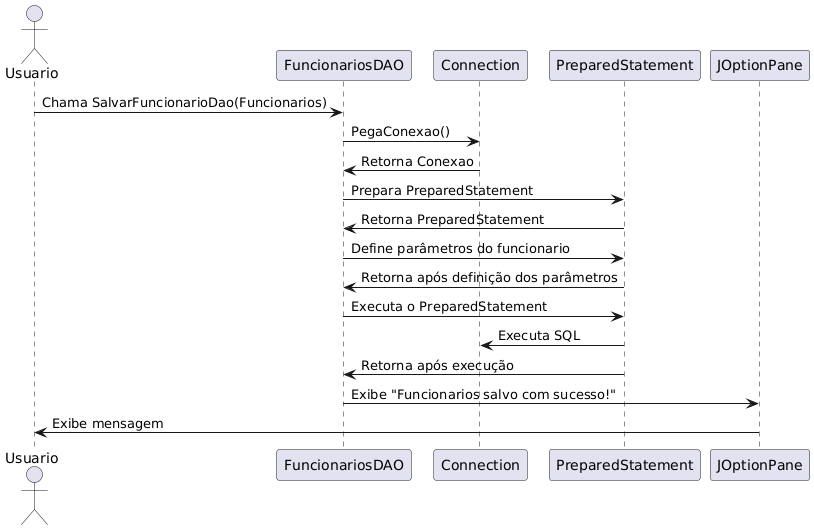 Usuario
FuncionariosDAO
Connection
PreparedStatement
JOptionPane
Chama SalvarFuncionarioDao(Funcionarios)
PegaConexao()
Retorna Conexao
Prepara PreparedStatement
Retorna PreparedStatement
Define parâmetros do funcionario
Retorna após definição dos parâmetros
Executa o PreparedStatement
Executa SQL
Retorna após execução
Exibe "Funcionarios salvo com sucesso!"
Exibe mensagem
Usuario
FuncionariosDAO
Connection
PreparedStatement
JOptionPane